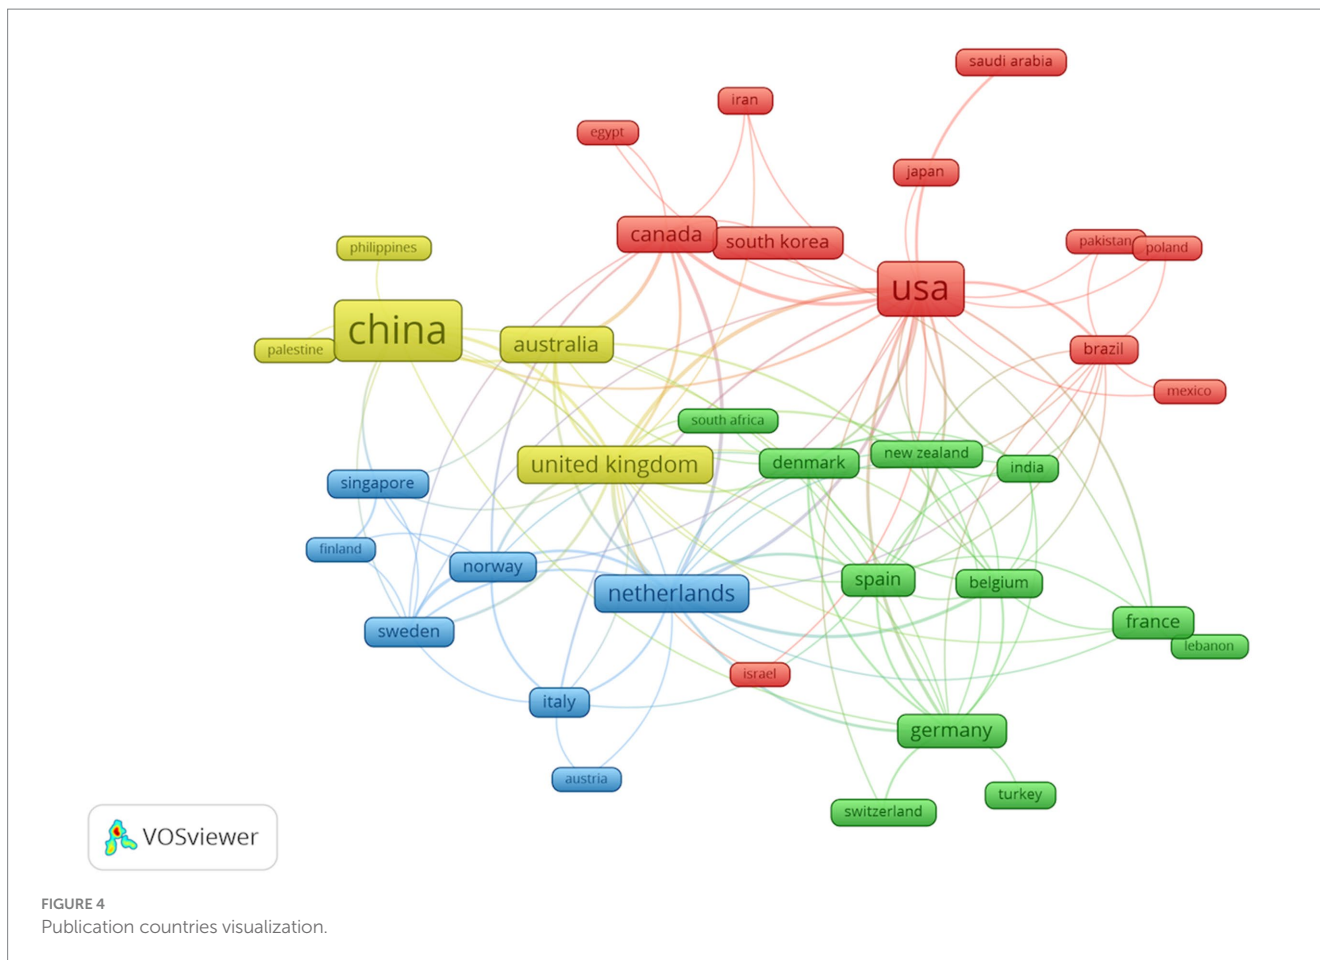 saudi arabia
iran
egypt
japan
canada
south korea
pakistan
poland
philippines
usa
china
australia
palestine
brazil
mexico
south africa
united kingdom
denmark
new zealand
india
singapore
finland
norway
netherlands
spain
belgium
sweden
france
lebanon
israel
italy
germany
austria
turkey
switzerland
VOSviewer
FIGURE 4
Publication countries visualization.